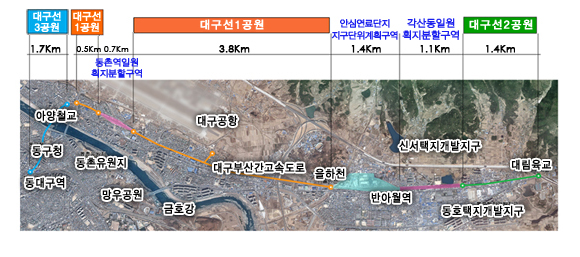 대구선
3공원
대구선
1공원
대구선1공원
안심연료단지
지구단위계획구역
각산동일원
획지분할구역
대구선2공원
1.7Km
0.5Km
0.7Km
3.8Km
1.4Km
1.1Km
1.4Km
동촌역일원
획지분할구역
아양철교
대구공항
신서택지개발지구
동구청
동촌유원지
대구부산간고속도로
율하천
대림육교
동대구역
망우공원
금호강
반야월역
동호택지개발지구